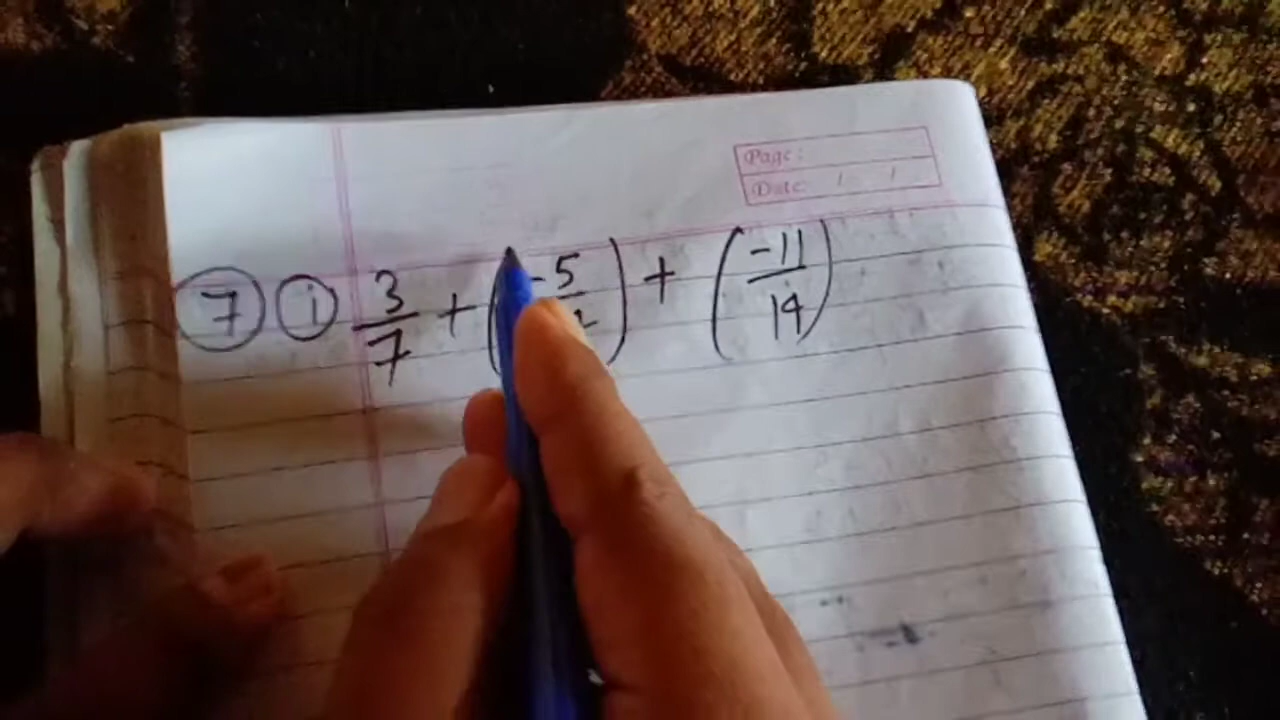 Page:
Date: / /
7 i 3/7 + (-5/ ) + (-11/14)